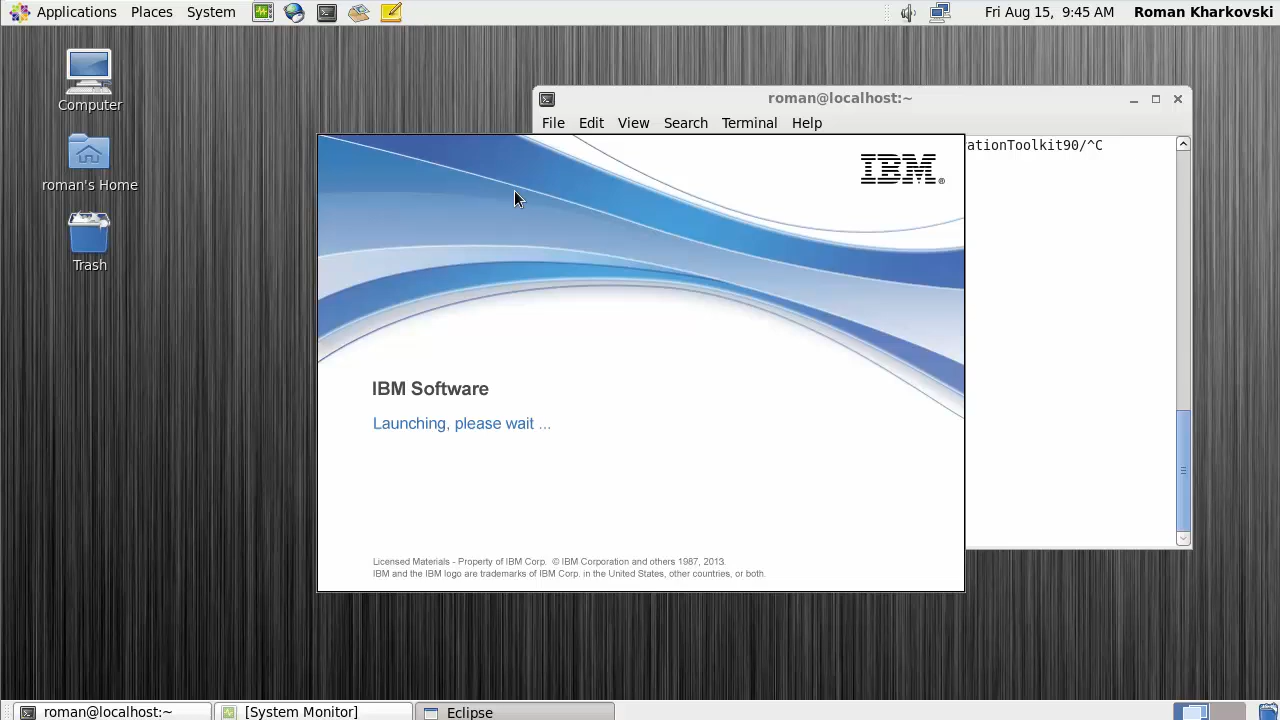 Applications Places System
Fri Aug 15, 9:45 AM Roman Kharkovski
Computer
roman's Home
Trash
roman@localhost:~
File Edit View Search Terminal Help
rationToolkit90/^C
IBM®
IBM Software
Launching, please wait ...
Licensed Materials - Property of IBM Corp. © IBM Corporation and others 1987, 2013.
IBM and the IBM logo are trademarks of IBM Corp. in the United States, other countries, or both.
roman@localhost:~ [System Monitor] Eclipse